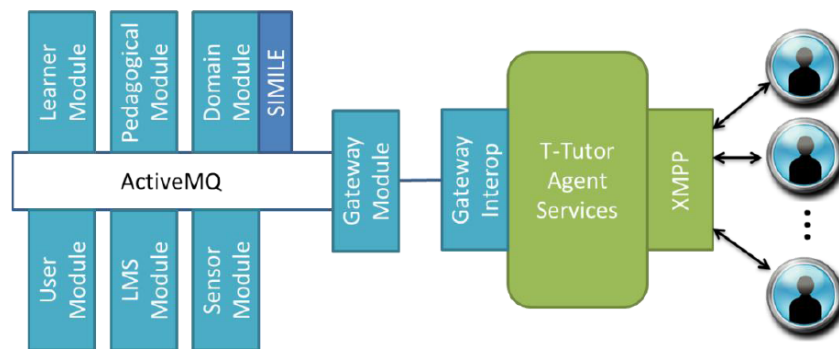 Learner
Module
Pedagogical
Module
Domain
Module
SIMILE
ActiveMQ
User
Module
LMS
Module
Sensor
Module
Gateway
Module
Gateway
Interop
T-Tutor
Agent
Services
XMPP